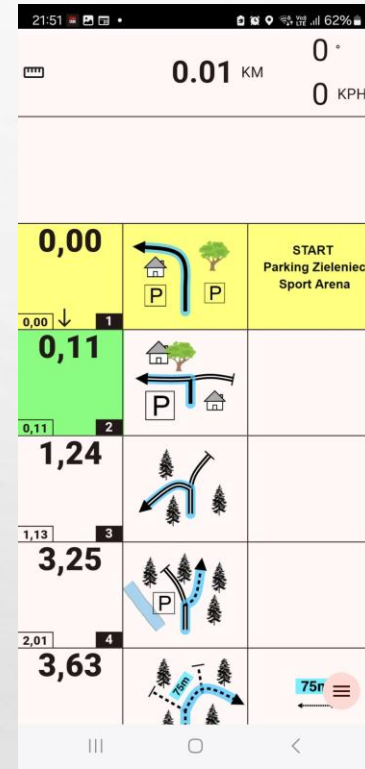 21:51 62%
0.01 KM
0 °
0 KPH
0,00
START
Parking Zieleniec
Sport Arena
P P
0,00 1
0,11
P
0,11 2
1,24
1,13 3
3,25
P
2,01 4
3,63
75m
75m